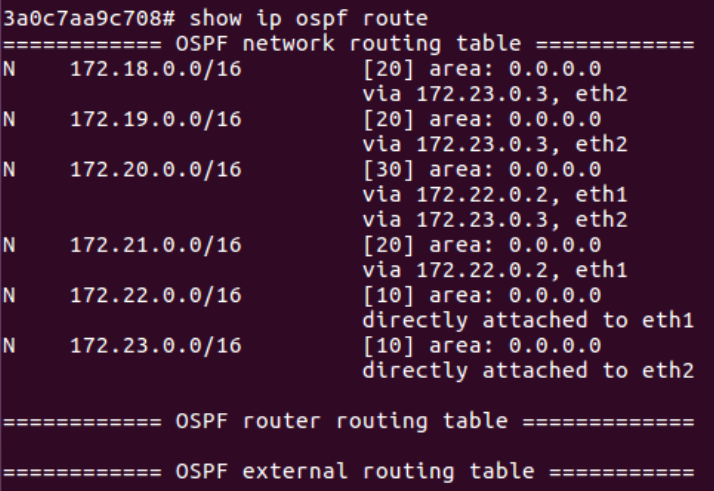 3a0c7aa9c708# show ip ospf route
============ OSPF network routing table ============
N    172.18.0.0/16         [20] area: 0.0.0.0
                           via 172.23.0.3, eth2
N    172.19.0.0/16         [20] area: 0.0.0.0
                           via 172.23.0.3, eth2
N    172.20.0.0/16         [30] area: 0.0.0.0
                           via 172.22.0.2, eth1
                           via 172.23.0.3, eth2
N    172.21.0.0/16         [20] area: 0.0.0.0
                           via 172.22.0.2, eth1
N    172.22.0.0/16         [10] area: 0.0.0.0
                           directly attached to eth1
N    172.23.0.0/16         [10] area: 0.0.0.0
                           directly attached to eth2

============ OSPF router routing table =============

============ OSPF external routing table ===========